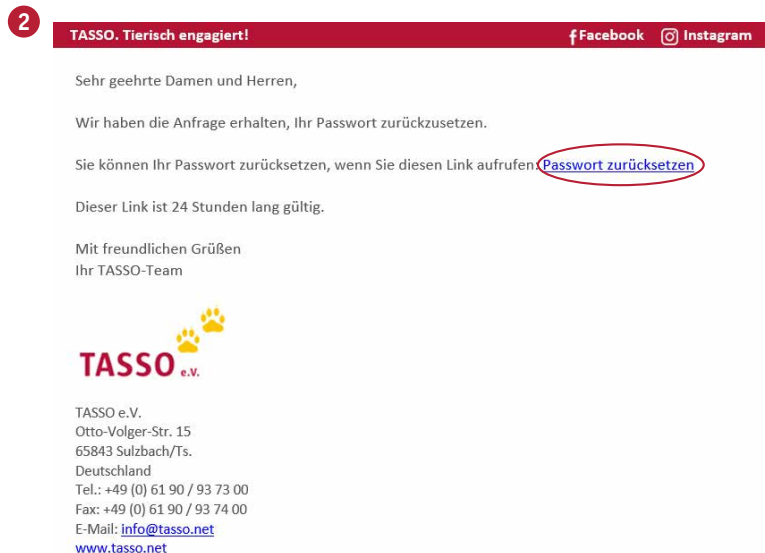 2
TASSO. Tierisch engagiert! Facebook Instagram
Sehr geehrte Damen und Herren,
Wir haben die Anfrage erhalten, Ihr Passwort zurückzusetzen.
Sie können Ihr Passwort zurücksetzen, wenn Sie diesen Link aufrufen: Passwort zurücksetzen
Dieser Link ist 24 Stunden lang gültig.
Mit freundlichen Grüßen
Ihr TASSO-Team
TASSO e.V.
TASSO e.V.
Otto-Volger-Str. 15
65843 Sulzbach/Ts.
Deutschland
Tel.: +49 (0) 61 90 / 93 73 00
Fax: +49 (0) 61 90 / 93 74 00
E-Mail: info@tasso.net
www.tasso.net